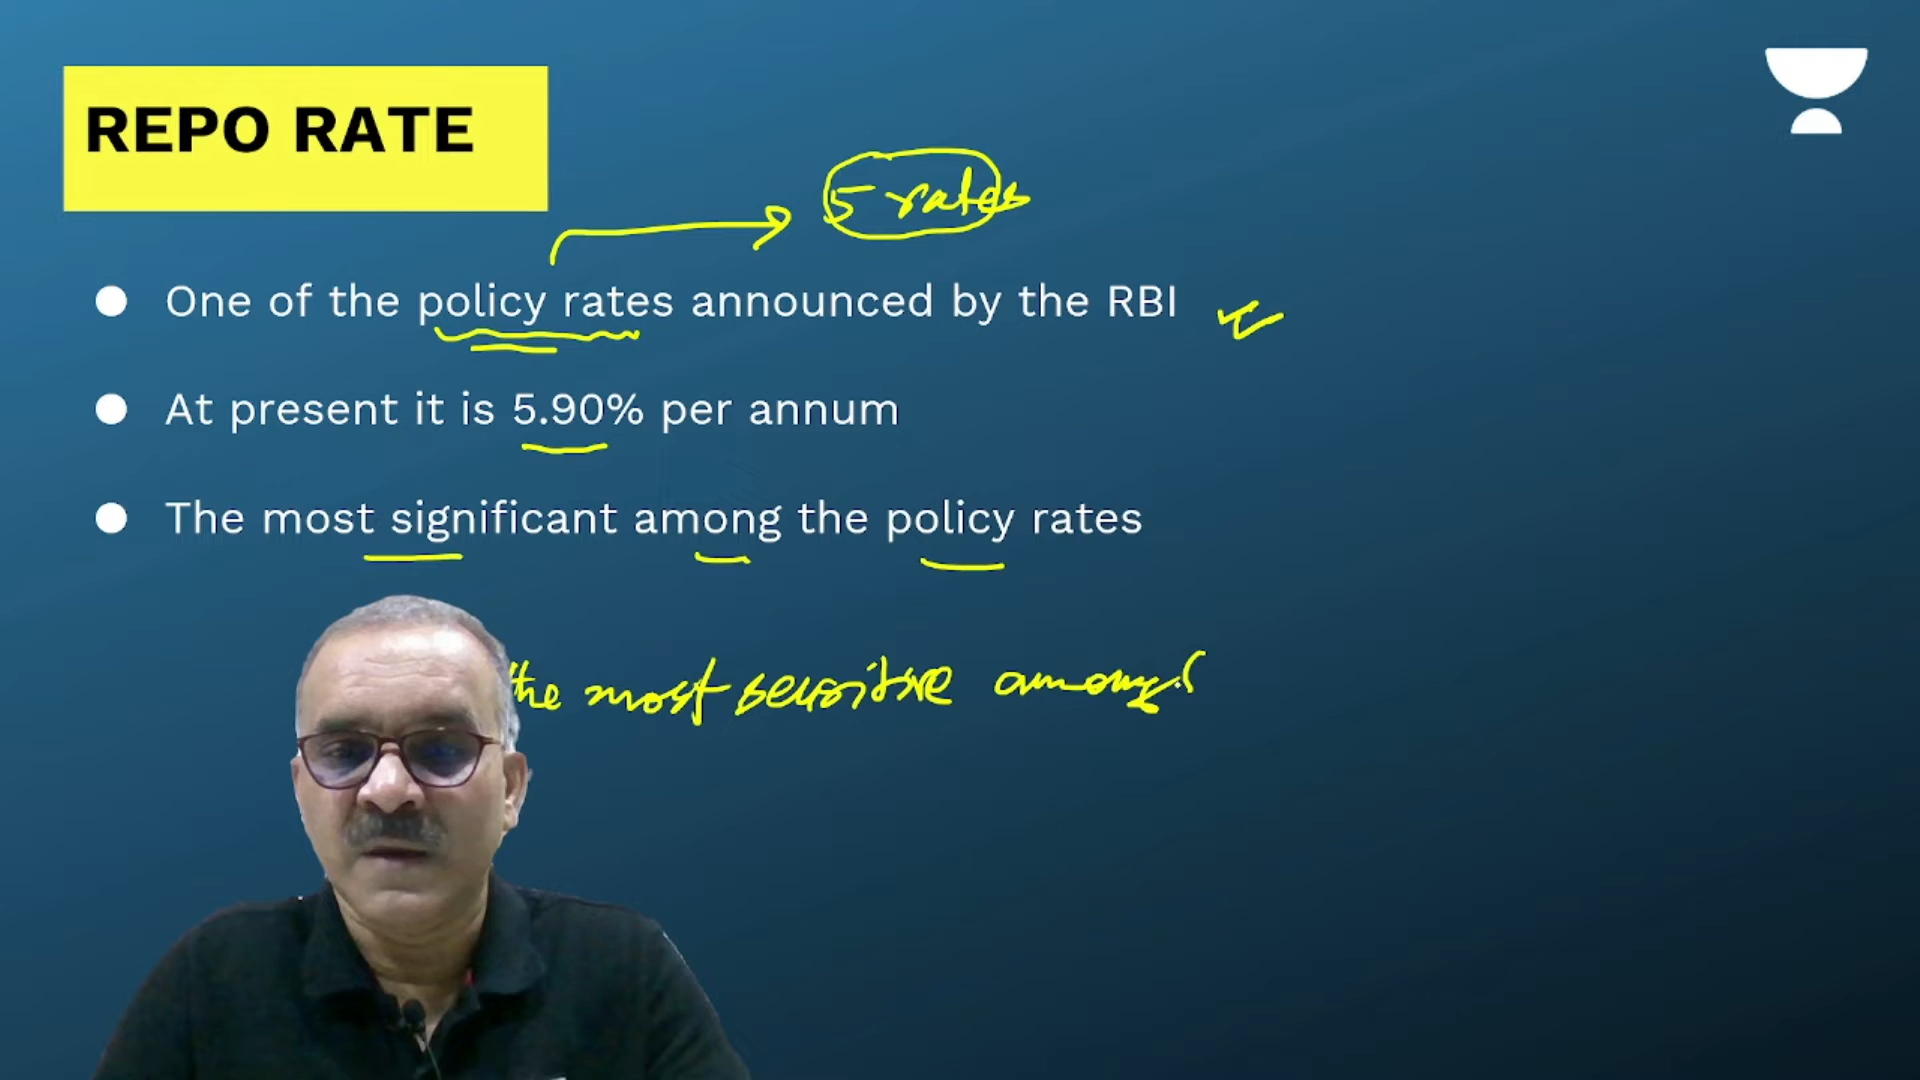 REPO RATE
5 rates
One of the policy rates announced by the RBI
At present it is 5.90% per annum
The most significant among the policy rates
the most sensitive among